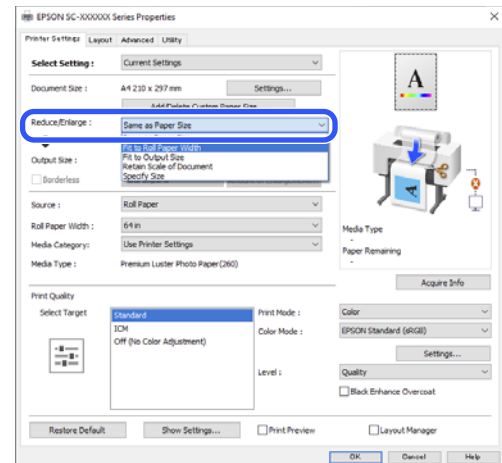 EPSON SC-XXXXXX Series Properties
Printer Settings Layout Advanced Utility
Select Setting : Current Settings
Document Size : A4 210 x 297 mm Settings...
Add/Delete Custom Paper Size
Reduce/Enlarge : Same as Paper Size
Fit to Roll Paper Width
Fit to Output Size
Output Size : Retain Scale of Document
Borderless Specify Size
Source : Roll Paper
Roll Paper Width : 64 in
Media Category: Use Printer Settings
Media Type : Premium Luster Photo Paper(260)
A
A
Media Type
-
Paper Remaining
-
Acquire Info
Print Quality
Select Target Standard
ICM
Off (No Color Adjustment)
Print Mode : Color
Color Mode : EPSON Standard (sRGB)
Settings...
Level : Quality
Black Enhance Overcoat
Restore Default Show Settings... Print Preview Layout Manager
OK Cancel Help